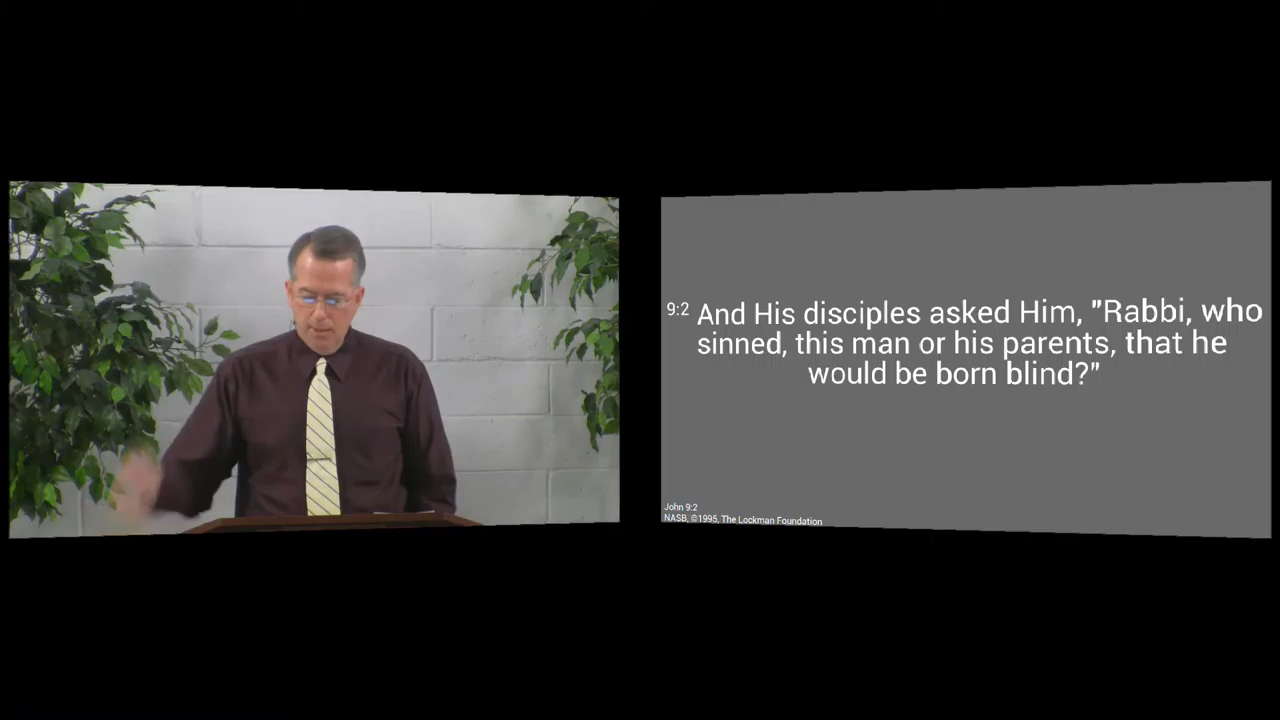 9:2 And His disciples asked Him, "Rabbi, who
sinned, this man or his parents, that he
would be born blind?"
John 9:2
NASB, ©1995, The Lockman Foundation